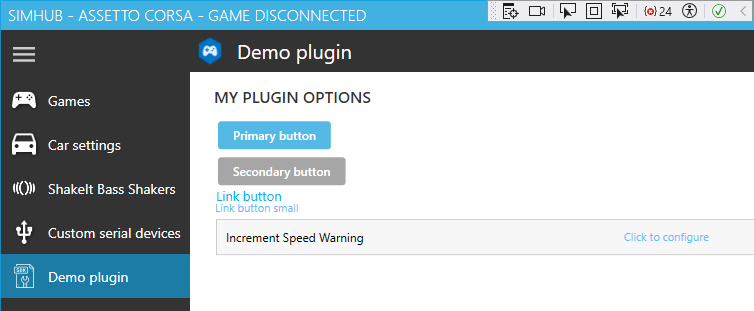 SIMHUB - ASSETTO CORSA - GAME DISCONNECTED
24
Demo plugin
Games
Car settings
ShakeIt Bass Shakers
Custom serial devices
SDK
Demo plugin
MY PLUGIN OPTIONS
Primary button
Secondary button
Link button
Link button small
Increment Speed Warning
Click to configure